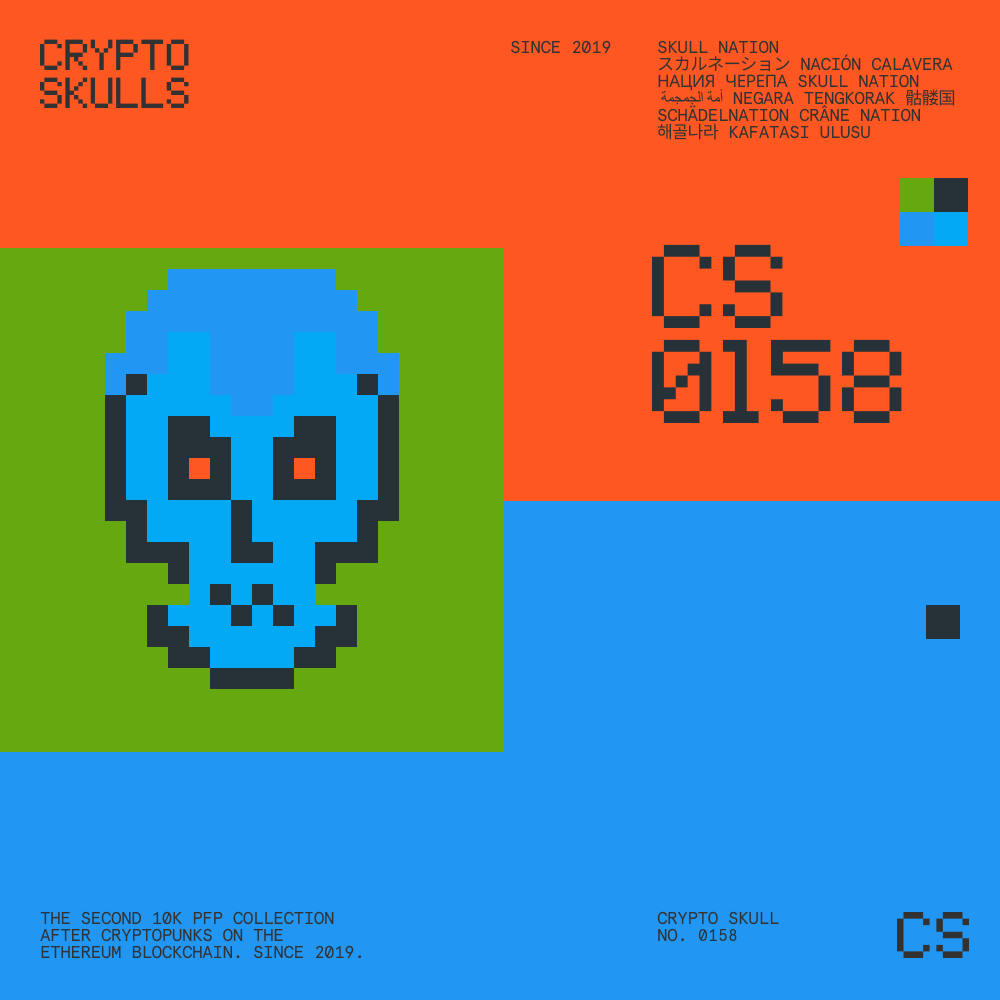 CRYPTO
SKULLS
SINCE 2019
SKULL NATION
スカルネーション NACIÓN CALAVERA
НАЦИЯ ЧЕРЕПА SKULL NATION
أمة الجمجمة NEGARA TENGKORAK 骷髅国
SCHÄDELNATION CRÂNE NATION
해골나라 KAFATASI ULUSU
CS
0158
THE SECOND 10K PFP COLLECTION
AFTER CRYPTOPUNKS ON THE
ETHEREUM BLOCKCHAIN. SINCE 2019.
CRYPTO SKULL
NO. 0158
CS